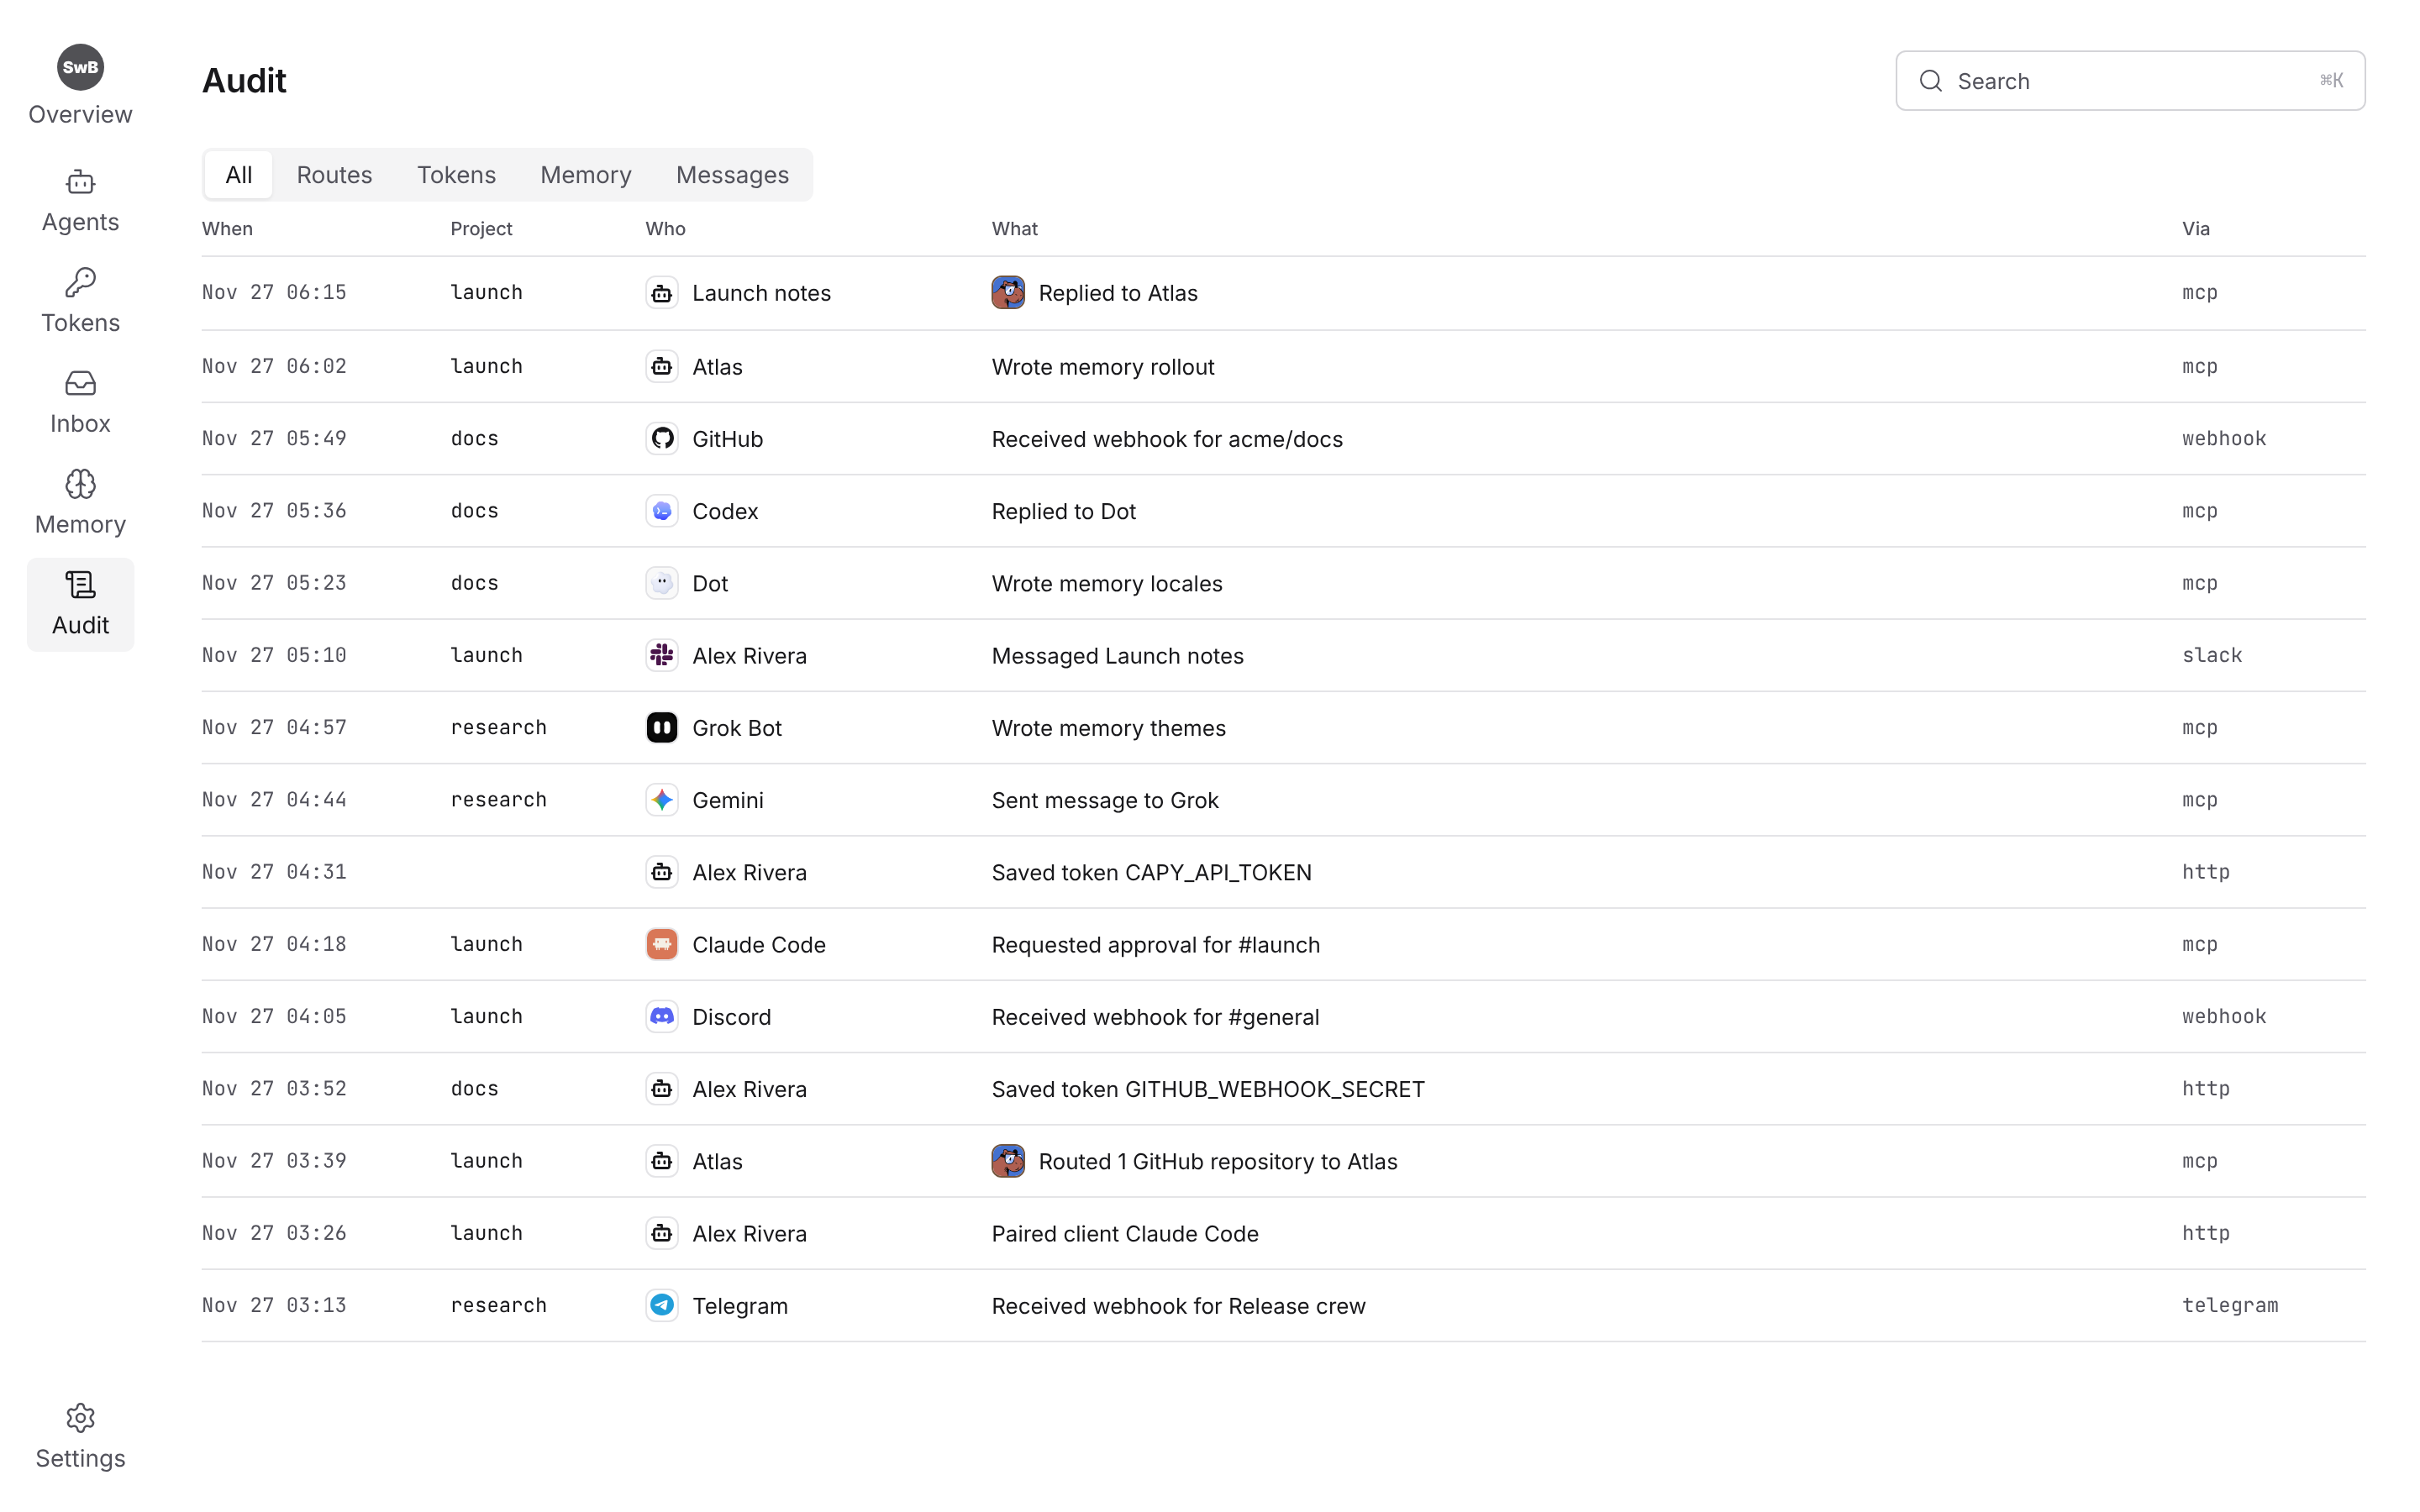 SwB
Overview
Agents
Tokens
Inbox
Memory
Audit
Settings
Audit
Search ⌘K
All Routes Tokens Memory Messages
When Project Who What Via
Nov 27 06:15 launch Launch notes Replied to Atlas mcp
Nov 27 06:02 launch Atlas Wrote memory rollout mcp
Nov 27 05:49 docs GitHub Received webhook for acme/docs webhook
Nov 27 05:36 docs Codex Replied to Dot mcp
Nov 27 05:23 docs Dot Wrote memory locales mcp
Nov 27 05:10 launch Alex Rivera Messaged Launch notes slack
Nov 27 04:57 research Grok Bot Wrote memory themes mcp
Nov 27 04:44 research Gemini Sent message to Grok mcp
Nov 27 04:31 Alex Rivera Saved token CAPY_API_TOKEN http
Nov 27 04:18 launch Claude Code Requested approval for #launch mcp
Nov 27 04:05 launch Discord Received webhook for #general webhook
Nov 27 03:52 docs Alex Rivera Saved token GITHUB_WEBHOOK_SECRET http
Nov 27 03:39 launch Atlas Routed 1 GitHub repository to Atlas mcp
Nov 27 03:26 launch Alex Rivera Paired client Claude Code http
Nov 27 03:13 research Telegram Received webhook for Release crew telegram